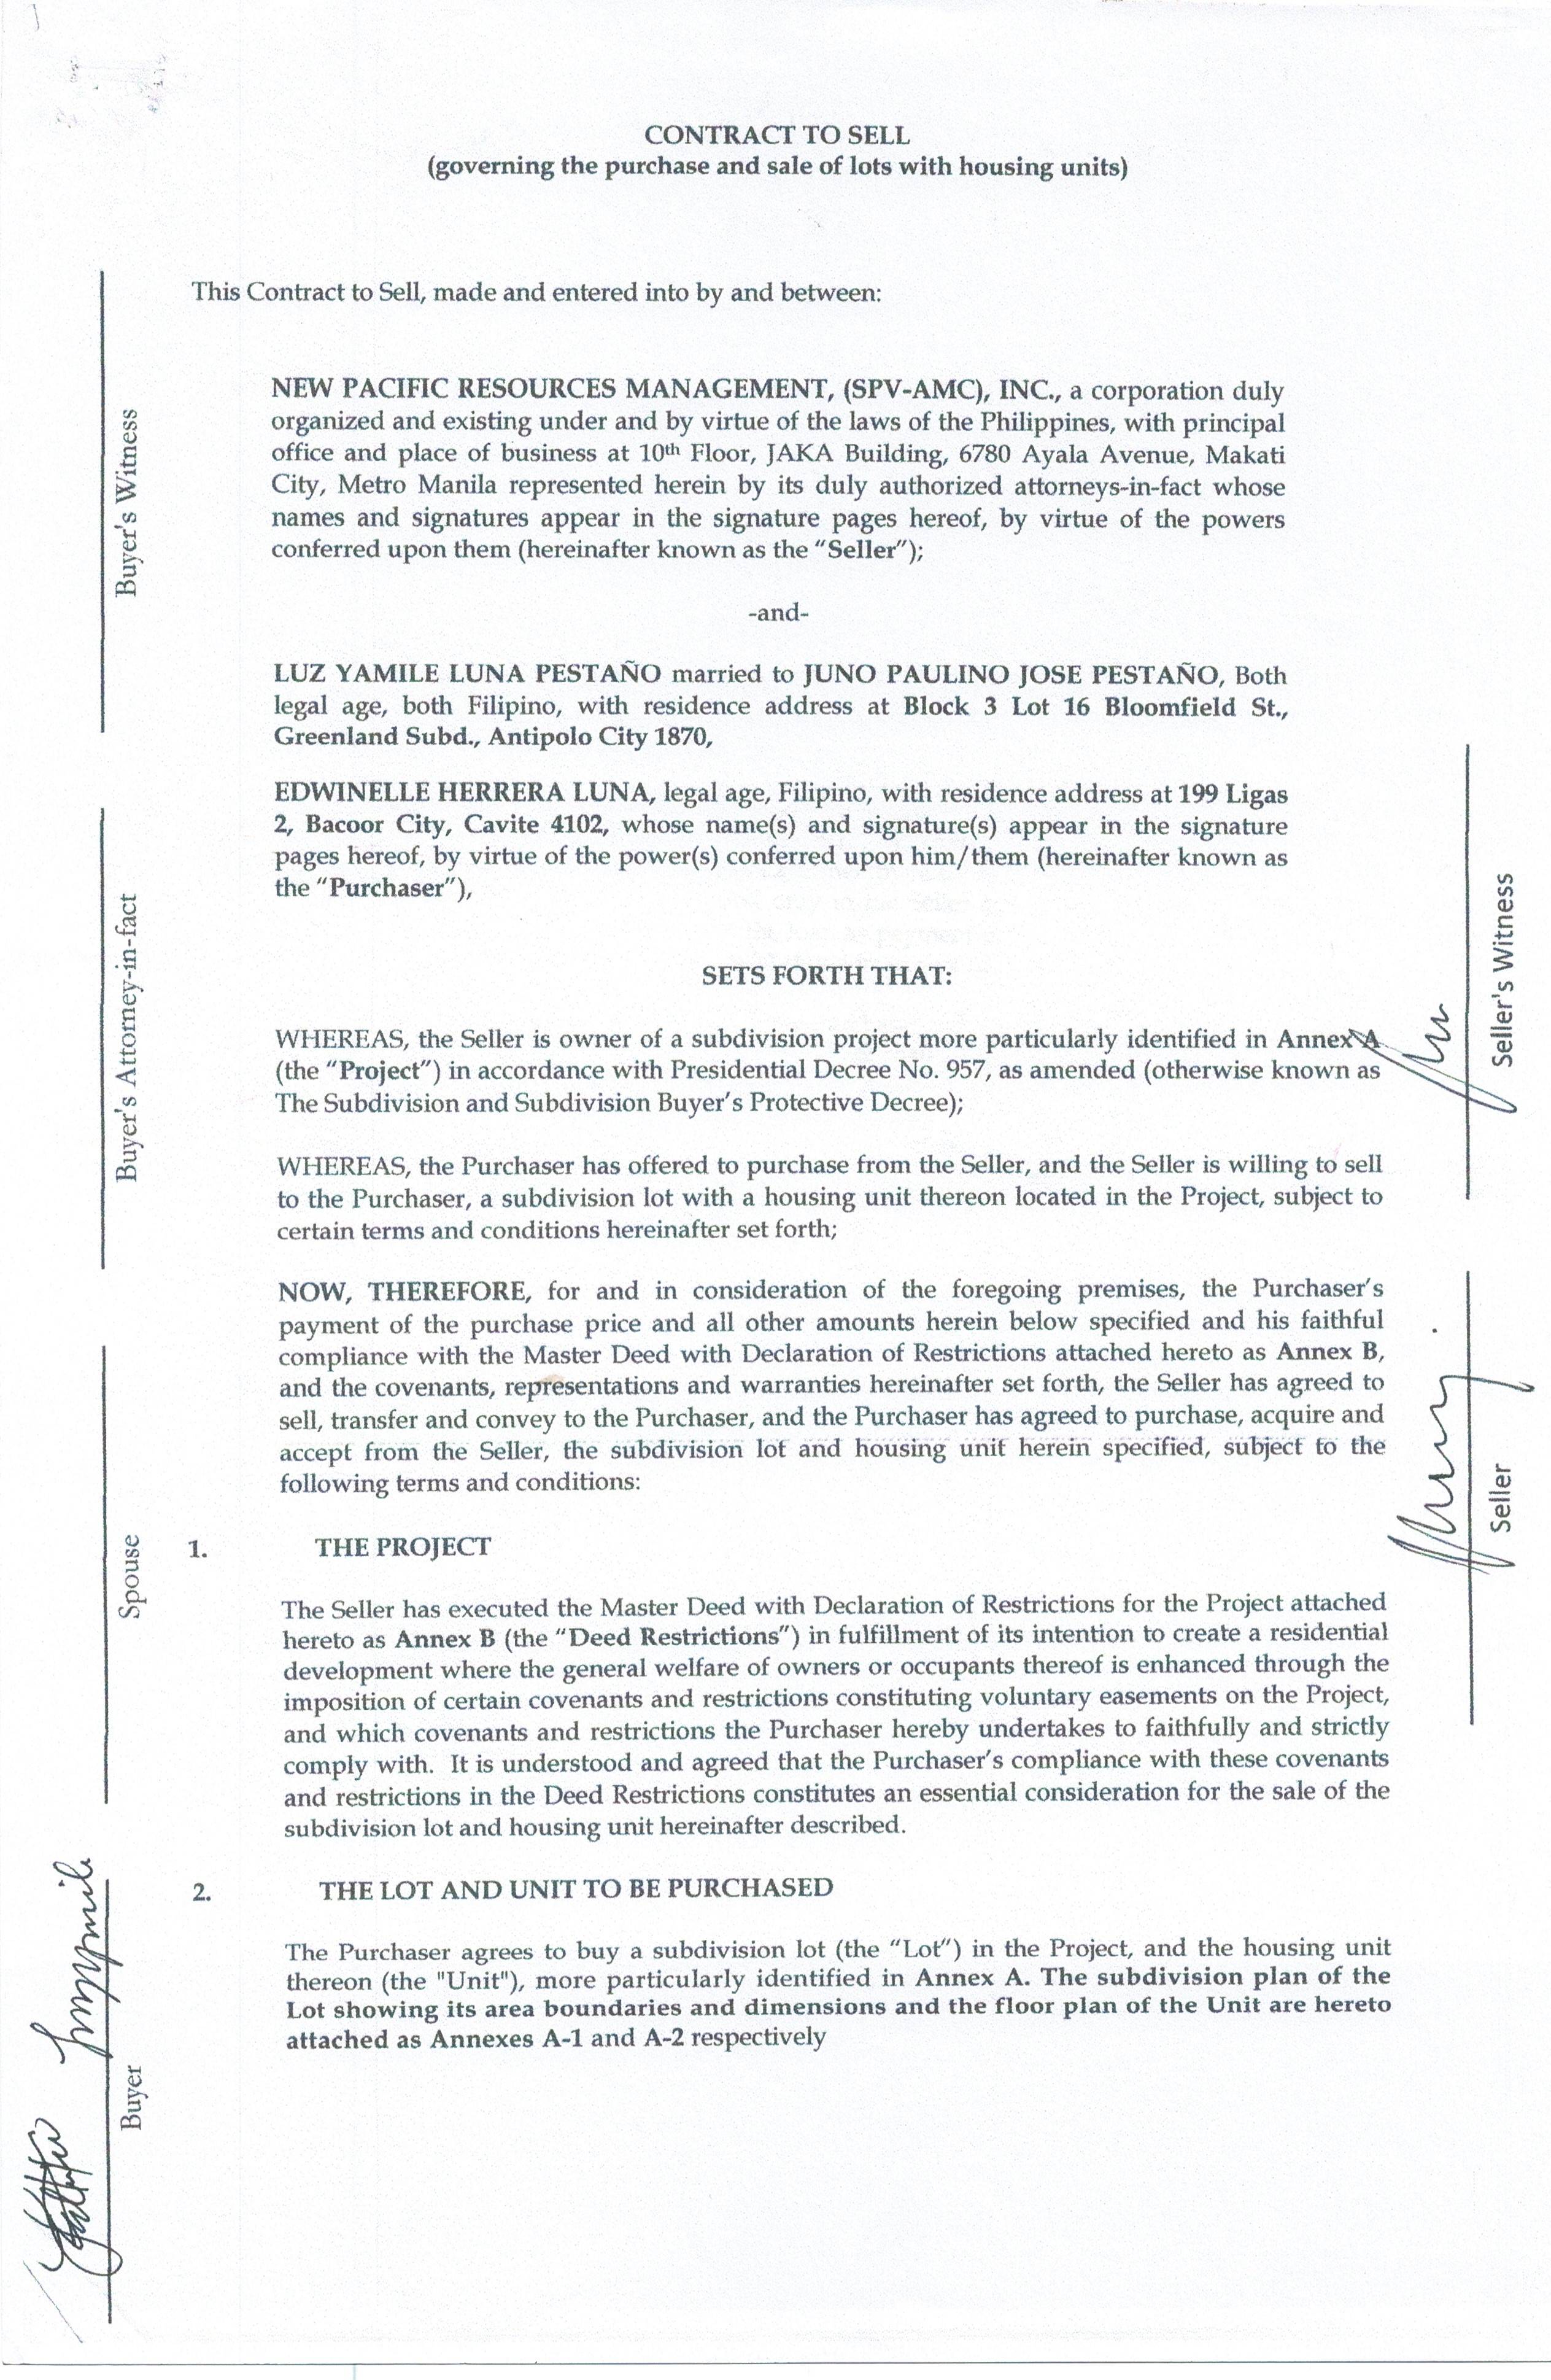 CONTRACT TO SELL
(governing the purchase and sale of lots with housing units)
This Contract to Sell, made and entered into by and between:
NEW PACIFIC RESOURCES MANAGEMENT, (SPV-AMC), INC., a corporation duly
organized and existing under and by virtue of the laws of the Philippines, with principal
office and place of business at 10th Floor, JAKA Building, 6780 Ayala Avenue, Makati
City, Metro Manila represented herein by its duly authorized attorneys-in-fact whose
names and signatures appear in the signature pages hereof, by virtue of the powers
conferred upon them (hereinafter known as the “Seller”);
-and-
LUZ YAMILE LUNA PESTAÑO married to JUNO PAULINO JOSE PESTAÑO, Both
legal age, both Filipino, with residence address at Block 3 Lot 16 Bloomfield St.,
Greenland Subd., Antipolo City 1870,
EDWINELLE HERRERA LUNA, legal age, Filipino, with residence address at 199 Ligas
2, Bacoor City, Cavite 4102, whose name(s) and signature(s) appear in the signature
pages hereof, by virtue of the power(s) conferred upon him/them (hereinafter known as
the “Purchaser”),
SETS FORTH THAT:
WHEREAS, the Seller is owner of a subdivision project more particularly identified in Annex A
(the “Project”) in accordance with Presidential Decree No. 957, as amended (otherwise known as
The Subdivision and Subdivision Buyer’s Protective Decree);
WHEREAS, the Purchaser has offered to purchase from the Seller, and the Seller is willing to sell
to the Purchaser, a subdivision lot with a housing unit thereon located in the Project, subject to
certain terms and conditions hereinafter set forth;
NOW, THEREFORE, for and in consideration of the foregoing premises, the Purchaser’s
payment of the purchase price and all other amounts herein below specified and his faithful
compliance with the Master Deed with Declaration of Restrictions attached hereto as Annex B,
and the covenants, representations and warranties hereinafter set forth, the Seller has agreed to
sell, transfer and convey to the Purchaser, and the Purchaser has agreed to purchase, acquire and
accept from the Seller, the subdivision lot and housing unit herein specified, subject to the
following terms and conditions:
1. THE PROJECT
The Seller has executed the Master Deed with Declaration of Restrictions for the Project attached
hereto as Annex B (the “Deed Restrictions”) in fulfillment of its intention to create a residential
development where the general welfare of owners or occupants thereof is enhanced through the
imposition of certain covenants and restrictions constituting voluntary easements on the Project,
and which covenants and restrictions the Purchaser hereby undertakes to faithfully and strictly
comply with. It is understood and agreed that the Purchaser’s compliance with these covenants
and restrictions in the Deed Restrictions constitutes an essential consideration for the sale of the
subdivision lot and housing unit hereinafter described.
2. THE LOT AND UNIT TO BE PURCHASED
The Purchaser agrees to buy a subdivision lot (the “Lot”) in the Project, and the housing unit
thereon (the "Unit"), more particularly identified in Annex A. The subdivision plan of the
Lot showing its area boundaries and dimensions and the floor plan of the Unit are hereto
attached as Annexes A-1 and A-2 respectively
Buyer's Witness
Buyer's Attorney-in-fact
Spouse
Buyer
Seller's Witness
Seller